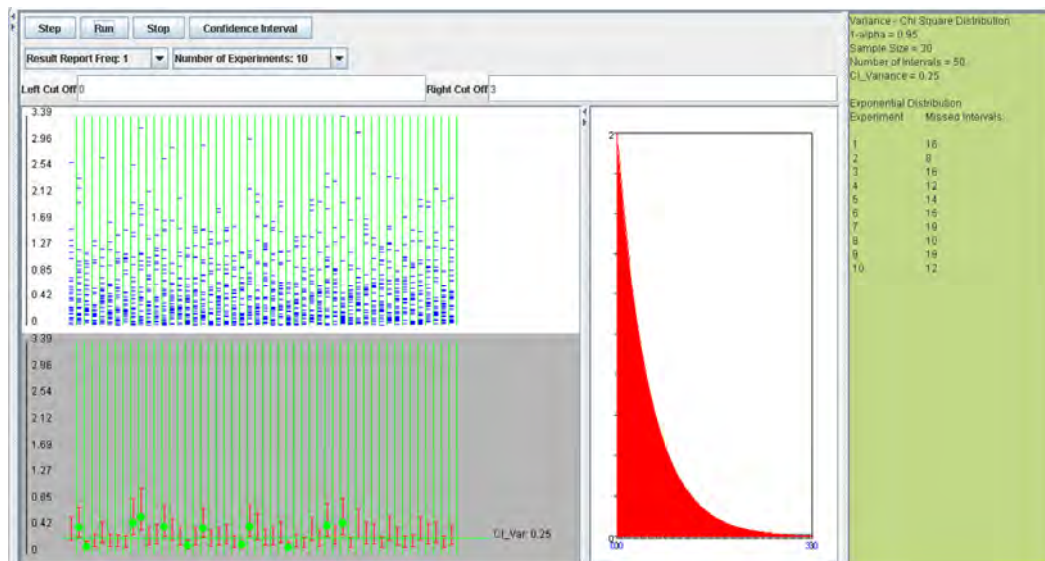 Step Run Stop Confidence Interval
Result Report Freq: 1 Number of Experiments: 10
Left Cut Off 0 Right Cut Off 3
3.39
2.96
2.54
2.12
1.69
1.27
0.85
0.42
0
3.39
2.96
2.54
2.12
1.69
1.27
0.85
0.42
0
CI_Var: 0.25
2
0
0.00 3.00
Variance - Chi Square Distribution
1-alpha = 0.95
Sample Size = 30
Number of Intervals = 50
CI_Variance = 0.25
Exponential Distribution
Experiment Missed Intervals
1 16
2 8
3 16
4 12
5 14
6 16
7 19
8 10
9 19
10 12